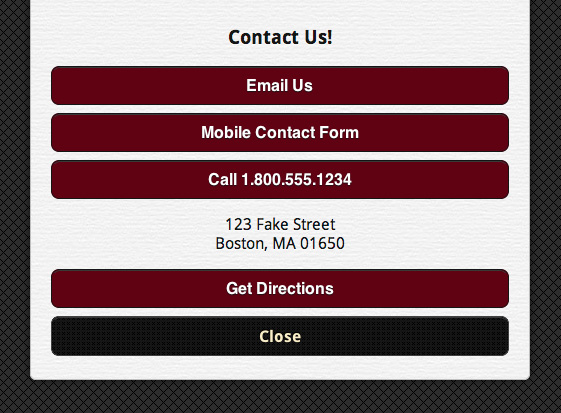 Contact Us!
Email Us
Mobile Contact Form
Call 1.800.555.1234
123 Fake Street
Boston, MA 01650
Get Directions
Close